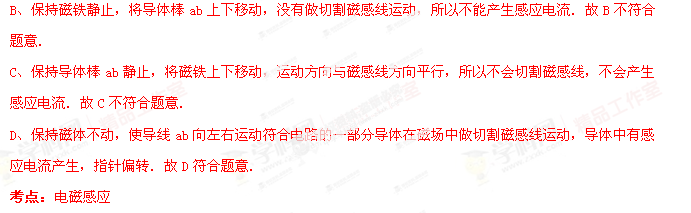 B、保持磁铁静止，将导体棒 ab 上下移动，没有做切割磁感线运动，所以不能产生感应电流．故 B 不符合
题意．
C、保持导体棒 ab 静止，将磁铁上下移动，运动方向与磁感线方向平行，所以不会切割磁感线，不会产生
感应电流．故 C 不符合题意．
D、保持磁体不动，使导线 ab 向左右运动符合电路的一部分导体在磁场中做切割磁感线运动，导体中有感
应电流产生，指针偏转．故 D 符合题意．
考点：电磁感应